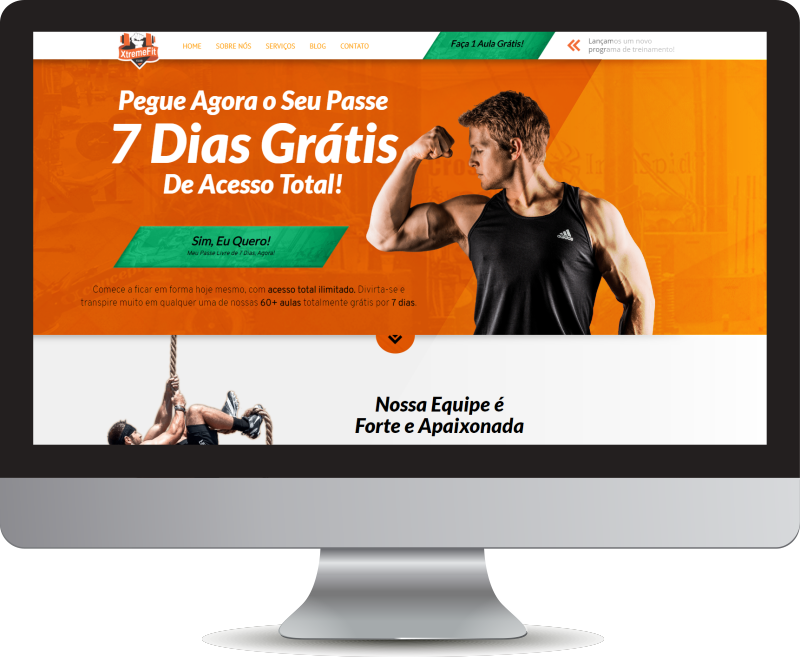 XtremeFit
HOME SOBRE NÓS SERVIÇOS BLOG CONTATO
Faça 1 Aula Grátis!
Lançamos um novo
programa de treinamento!
Pegue Agora o Seu Passe
7 Dias Grátis
De Acesso Total!
Sim, Eu Quero!
Meu Passe Livre de 7 Dias, Agora!
Comece a ficar em forma hoje mesmo, com acesso total ilimitado. Divirta-se e
transpire muito em qualquer uma de nossas 60+ aulas totalmente grátis por 7 dias.
adidas
Nossa Equipe é
Forte e Apaixonada